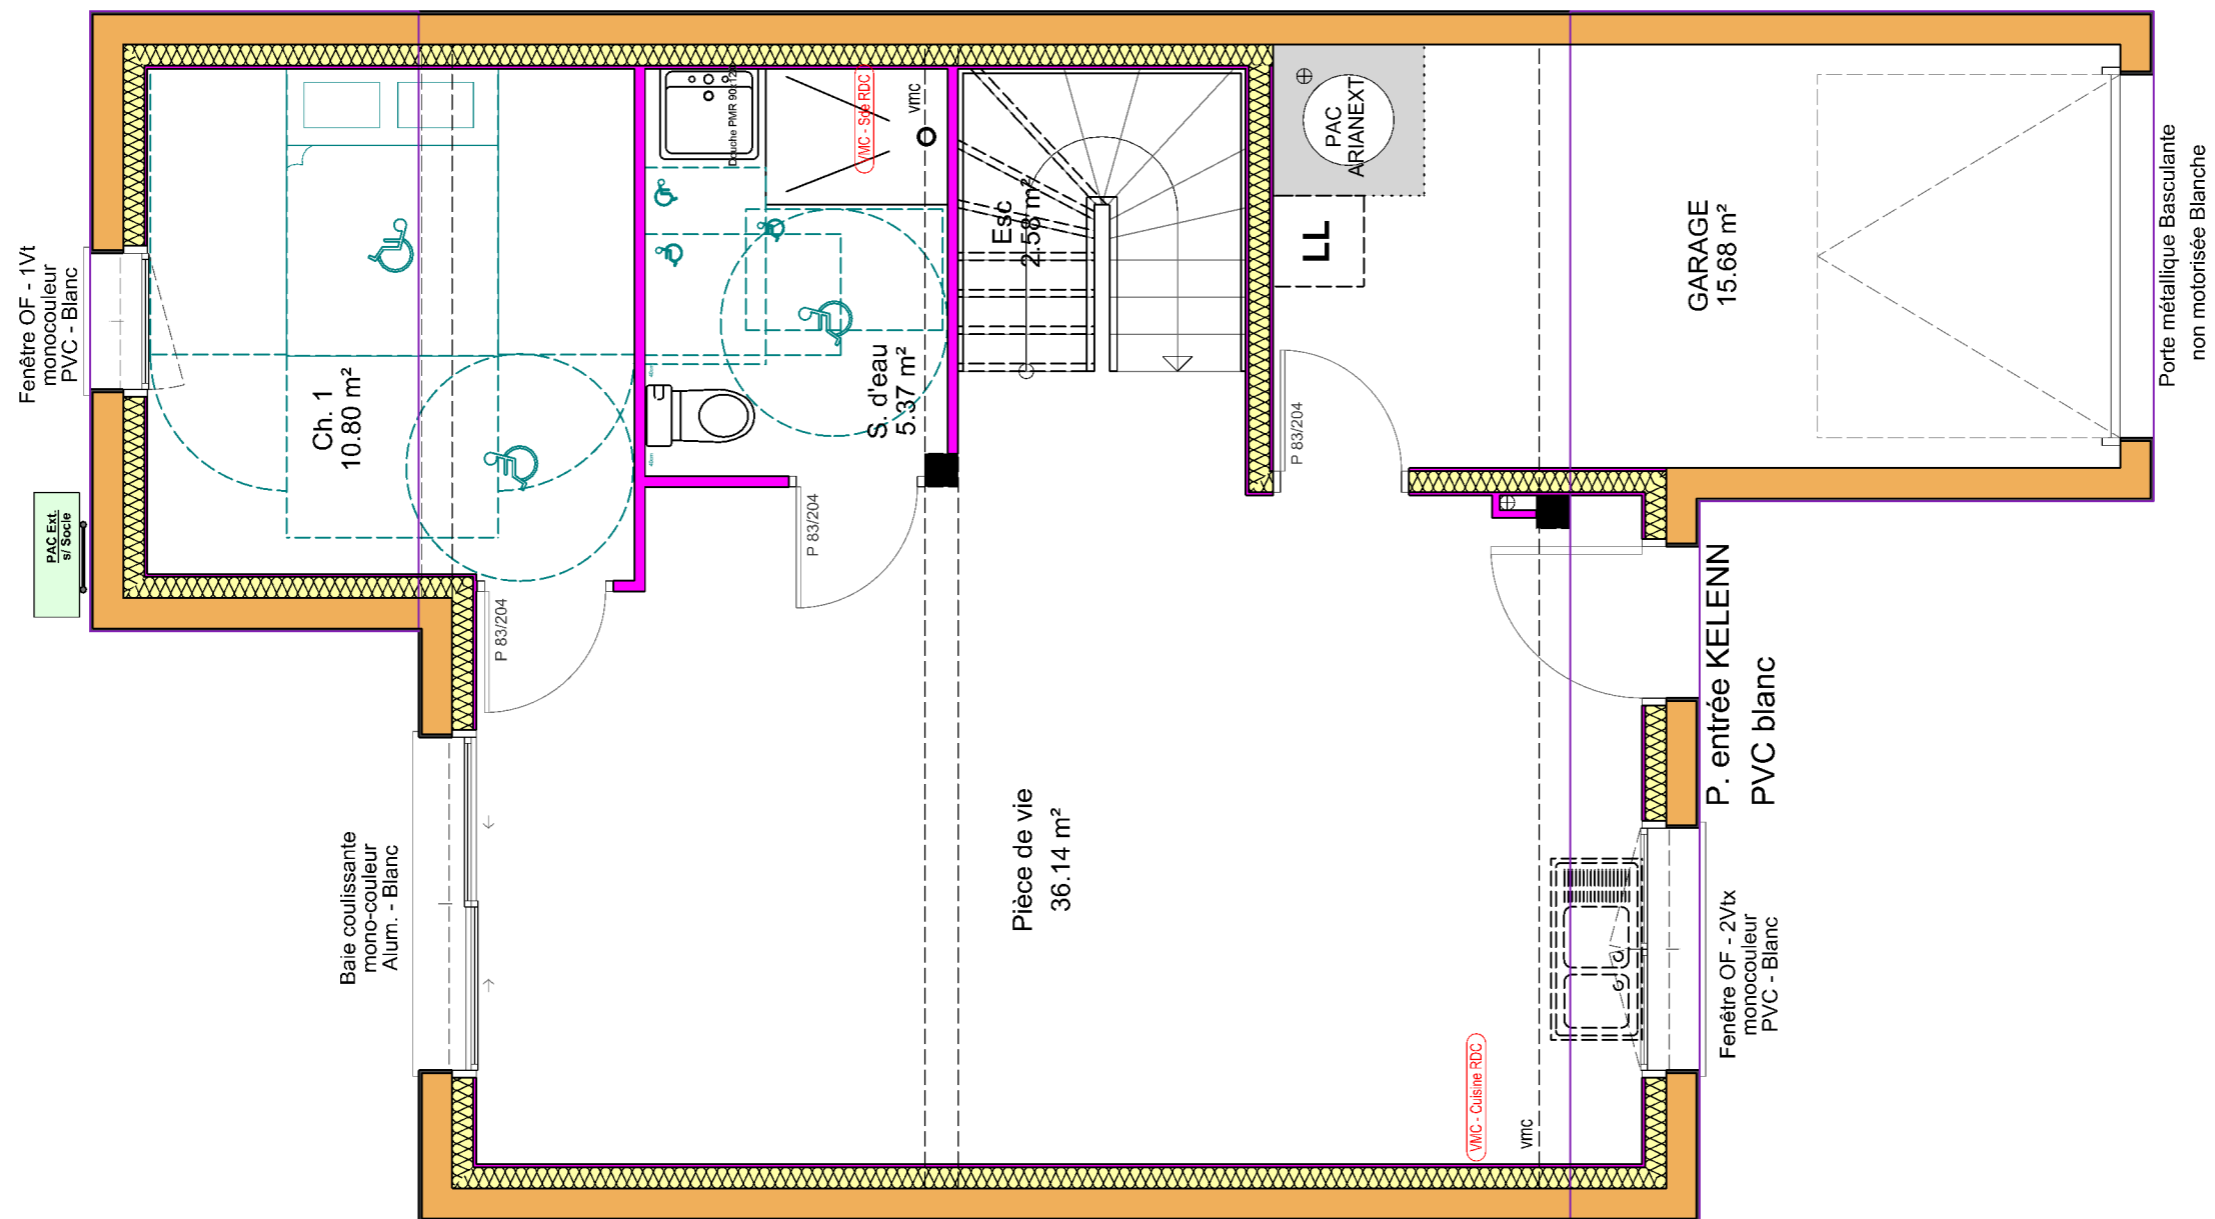 Fenêtre OF - 1Vt
monocouleur
PVC - Blanc
PAC Ext.
s/ Socle
Ch. 1
10.80 m²
P 83/204
Baie coulissante
mono-couleur
Alum. - Blanc
Douche PMR 90x120
VMC - Sde RDC
vmc
S. d'eau
5.37 m²
40cm
40cm
P 83/204
Esc
2.58 m²
PAC
ARIANEXT
LL
P 83/204
GARAGE
15.68 m²
Porte métallique Basculante
non motorisée Blanche
Pièce de vie
36.14 m²
P. entrée KELENN
PVC blanc
VMC - Cuisine RDC
vmc
Fenêtre OF - 2Vtx
monocouleur
PVC - Blanc